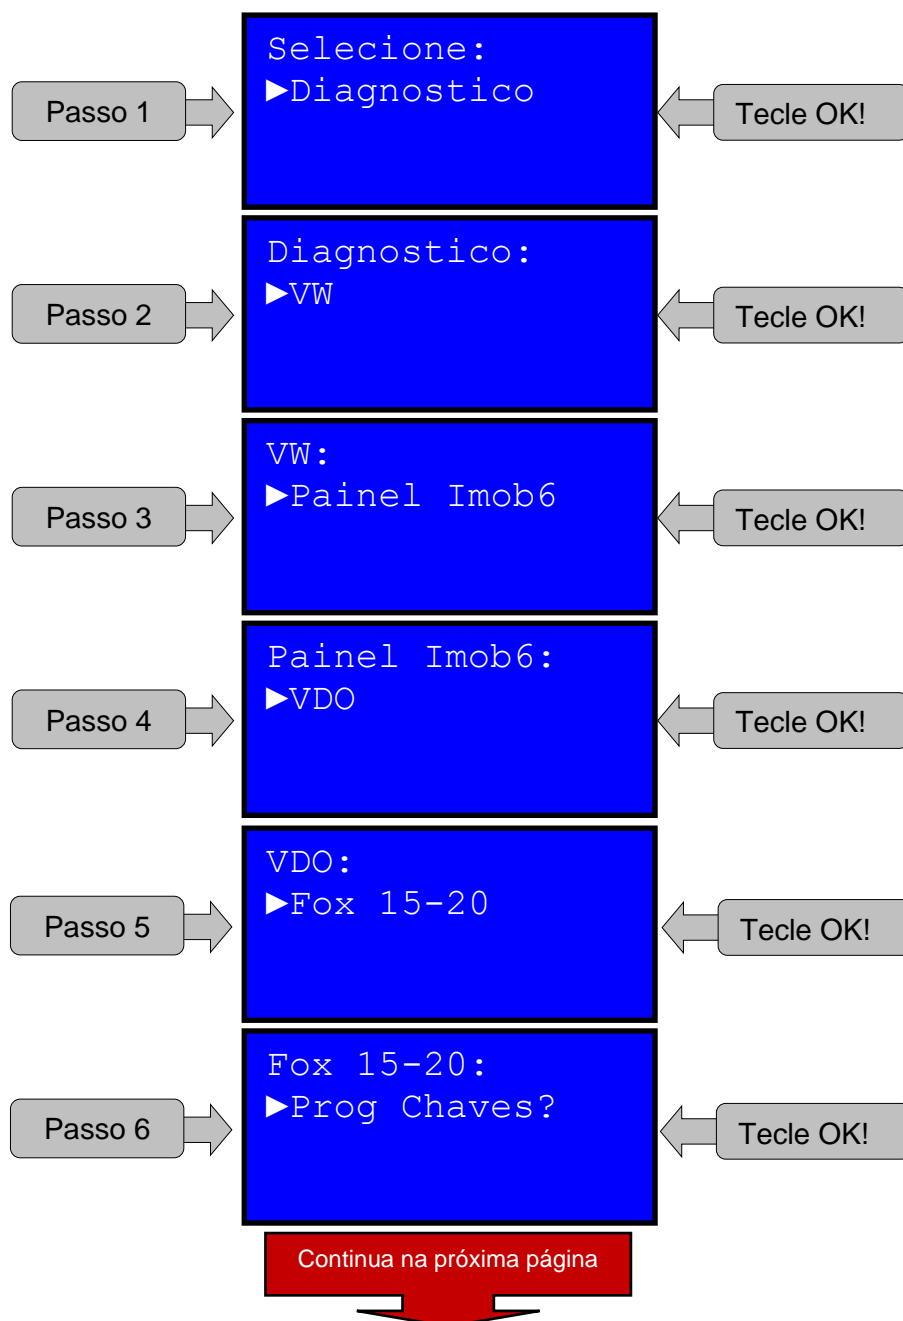 Selecione:
Passo 1
►Diagnostico
Tecle OK!
Diagnostico:
Passo 2
►VW
Tecle OK!
VW:
Passo 3
►Painel Imob6
Tecle OK!
Painel Imob6:
Passo 4
►VDO
Tecle OK!
VDO:
Passo 5
►Fox 15-20
Tecle OK!
Fox 15-20:
Passo 6
►Prog Chaves?
Tecle OK!
Continua na próxima página